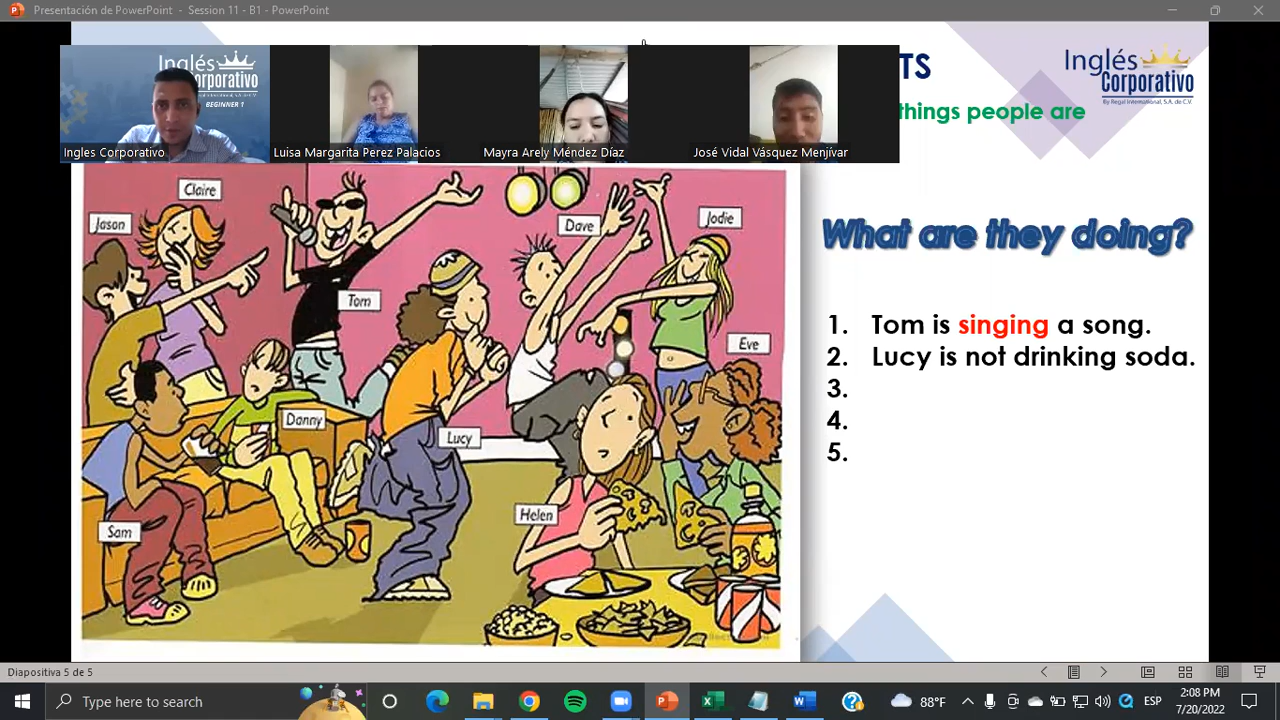 Presentación de PowerPoint - Session 11 - B1 - PowerPoint
Inglés
Corporativo
BEGINNER 1
Ingles Corporativo
Luisa Margarita Perez Palacios
Mayra Arely Méndez Díaz
José Vidal Vásquez Menjívar
TS
things people are
Inglés
Corporativo
By Regal International, S.A. de C.V.
What are they doing?
1. Tom is singing a song.
2. Lucy is not drinking soda.
3.
4.
5.
Claire
Jason
Dave
Jodie
Tom
Eve
Danny
Lucy
Helen
Sam
Diapositiva 5 de 5
Type here to search
88°F
ESP
2:08 PM
7/20/2022